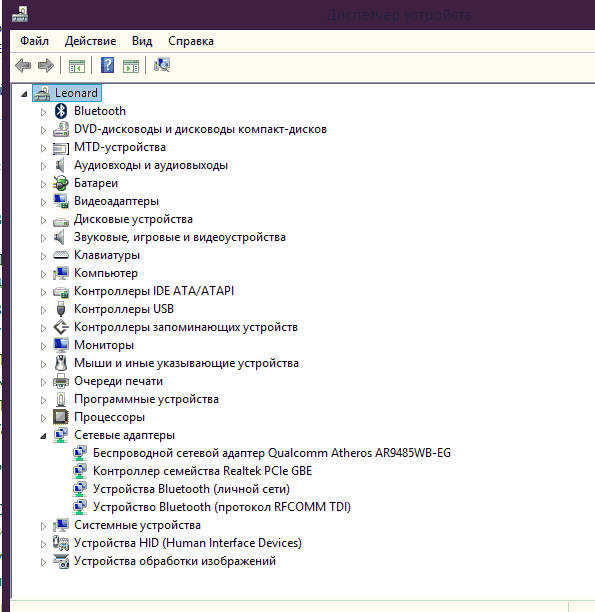 Диспетчер устройств
Файл Действие Вид Справка
Leonard
Bluetooth
DVD-дисководы и дисководы компакт-дисков
MTD-устройства
Аудиовходы и аудиовыходы
Батареи
Видеоадаптеры
Дисковые устройства
Звуковые, игровые и видеоустройства
Клавиатуры
Компьютер
Контроллеры IDE ATA/ATAPI
Контроллеры USB
Контроллеры запоминающих устройств
Мониторы
Мыши и иные указывающие устройства
Очереди печати
Программные устройства
Процессоры
Сетевые адаптеры
Беспроводной сетевой адаптер Qualcomm Atheros AR9485WB-EG
Контроллер семейства Realtek PCIe GBE
Устройства Bluetooth (личной сети)
Устройство Bluetooth (протокол RFCOMM TDI)
Системные устройства
Устройства HID (Human Interface Devices)
Устройства обработки изображений